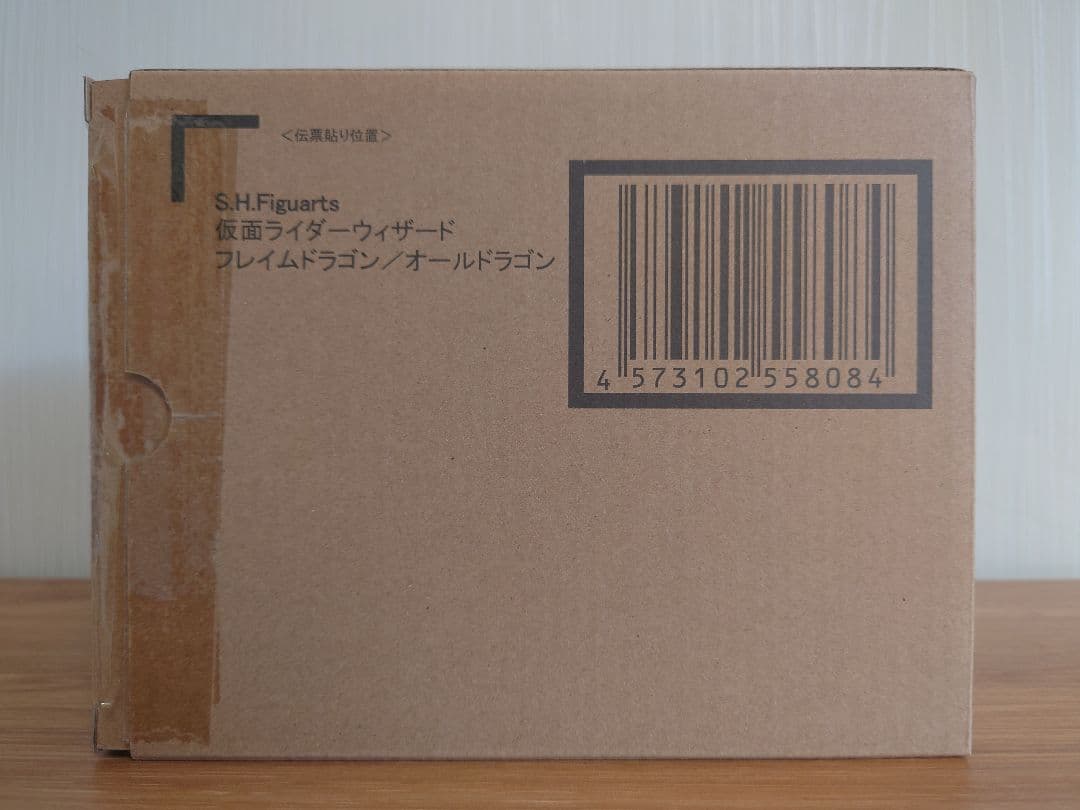 <伝票貼り位置>
S.H.Figuarts
仮面ライダーウィザード
フレイムドラゴン/オールドラゴン
4 573102 558084